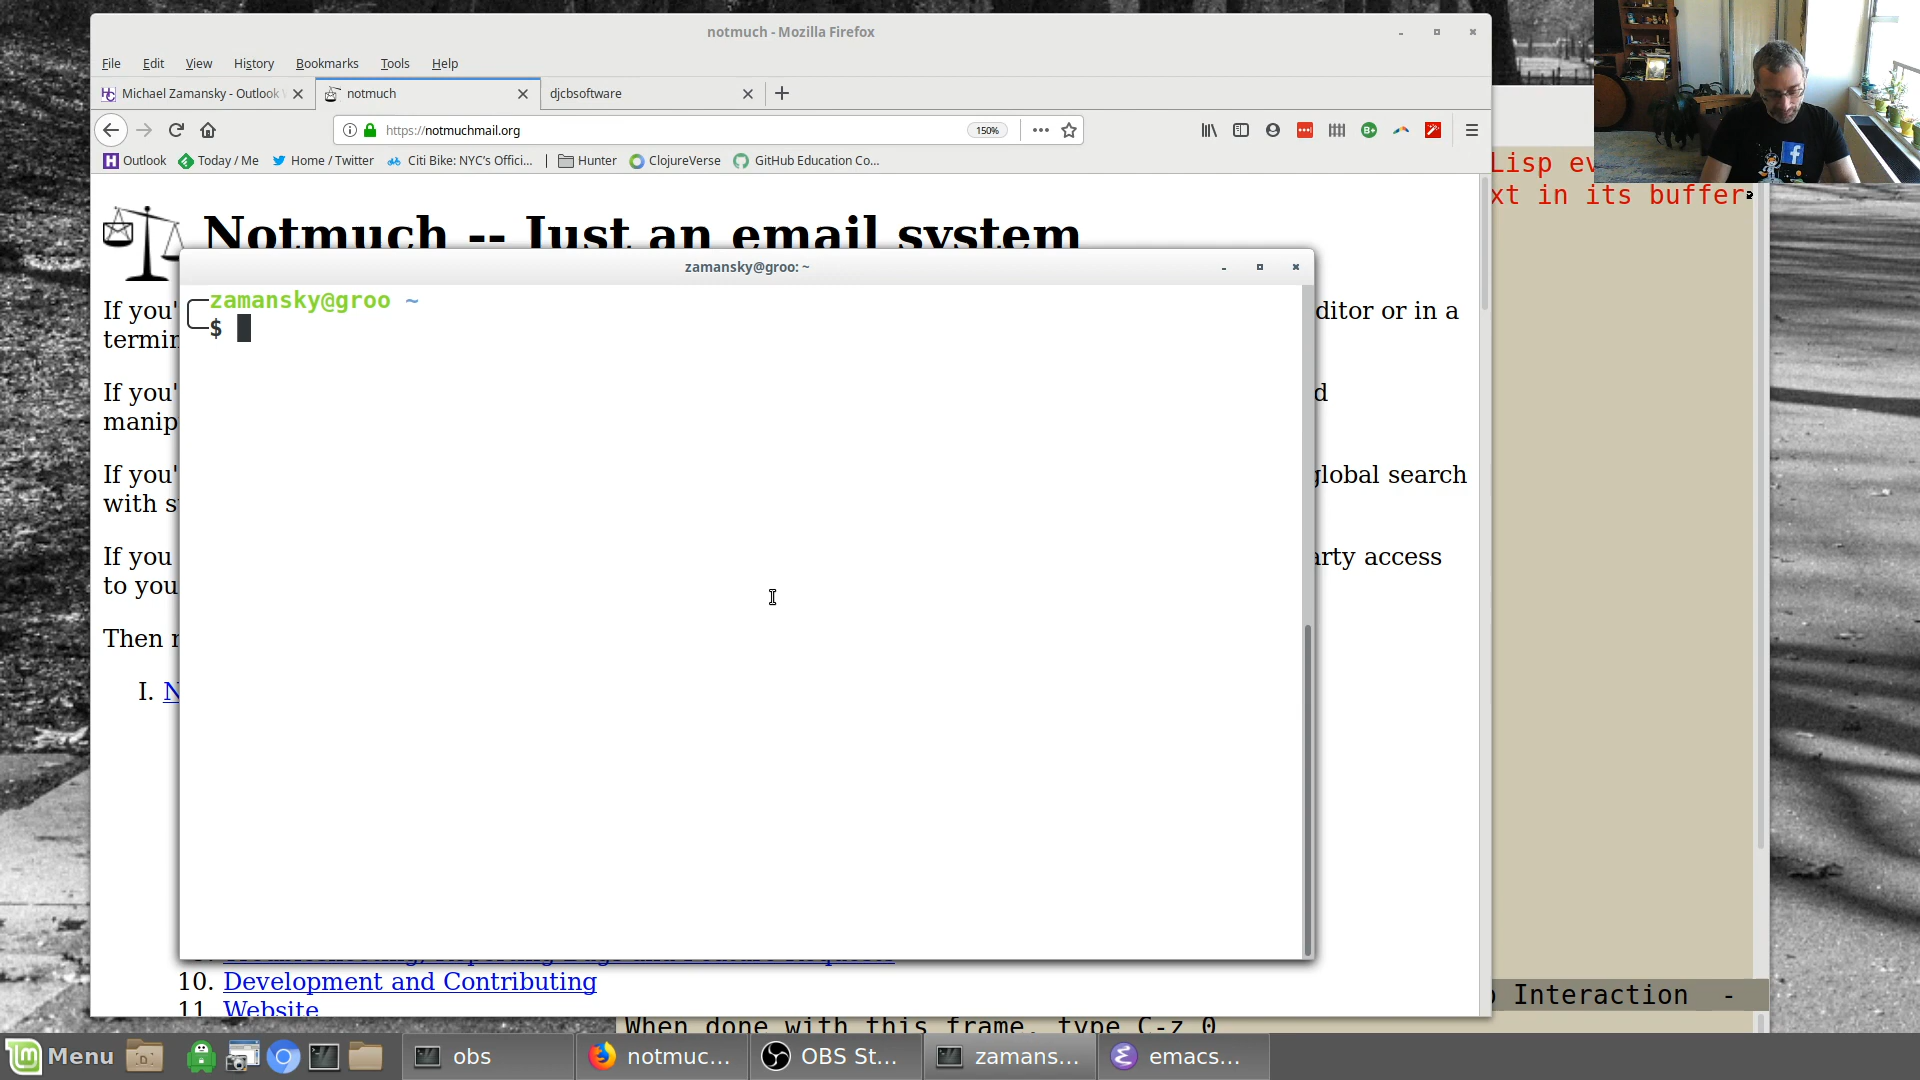 notmuch - Mozilla Firefox
File Edit View History Bookmarks Tools Help
Michael Zamansky - Outlook
notmuch
djcbsoftware
https://notmuchmail.org
150%
Outlook
Today / Me
Home / Twitter
Citi Bike: NYC's Offici...
Hunter
ClojureVerse
GitHub Education Co...
Lisp ev
xt in its buffer
Notmuch -- Just an email system
zamansky@groo: ~
zamansky@groo ~
$
If you'
ditor or in a
termin
If you'
d
manip
If you'
global search
with s
If you
arty access
to you
Then
I. N
10. Development and Contributing
11. Website
Interaction -
When done with this frame, type C-z 0
Menu
obs
notmuc...
OBS St...
zamans...
emacs...